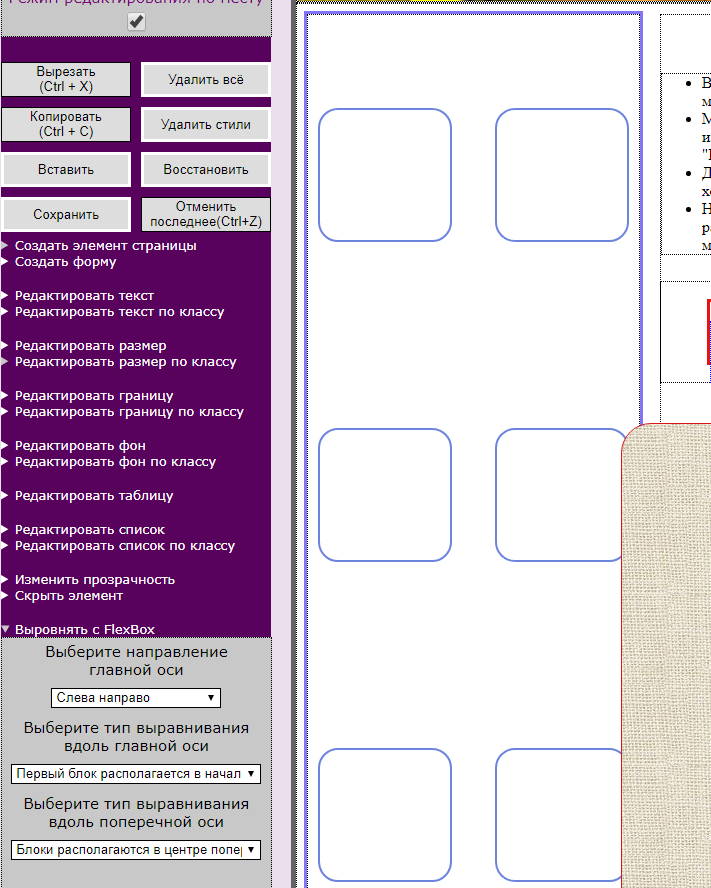 Режим редактирования по месту
Вырезать
(Ctrl + X)
Удалить всё
Копировать
(Ctrl + C)
Удалить стили
Вставить
Восстановить
Сохранить
Отменить
последнее(Ctrl+Z)
Создать элемент страницы
Создать форму
Редактировать текст
Редактировать текст по классу
Редактировать размер
Редактировать размер по классу
Редактировать границу
Редактировать границу по классу
Редактировать фон
Редактировать фон по классу
Редактировать таблицу
Редактировать список
Редактировать список по классу
Изменить прозрачность
Скрыть элемент
Выровнять с FlexBox
Выберите направление
главной оси
Слева направо
Выберите тип выравнивания
вдоль главной оси
Первый блок располагается в начал
Выберите тип выравнивания
вдоль поперечной оси
Блоки располагаются в центре попер